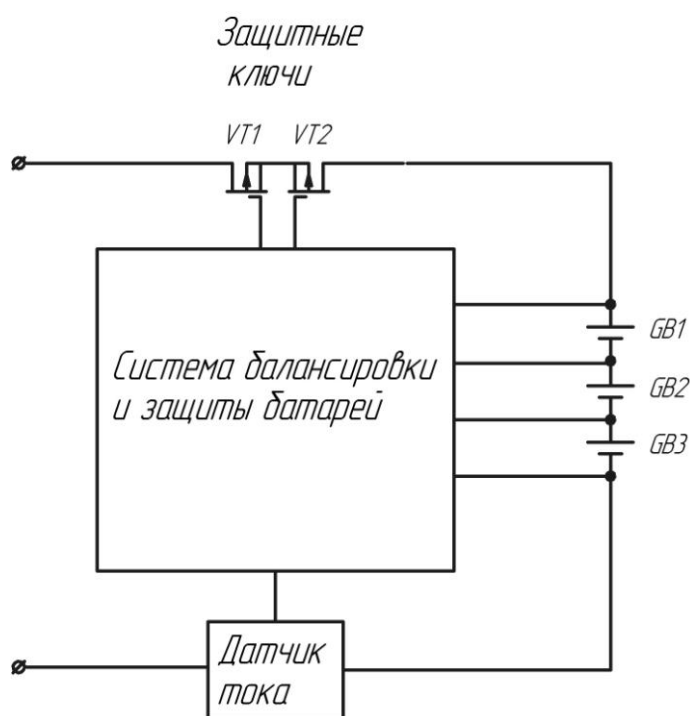 Защитные
ключи
VT1 VT2
GB1
Система балансировки
и защиты батарей
GB2
GB3
Датчик
тока